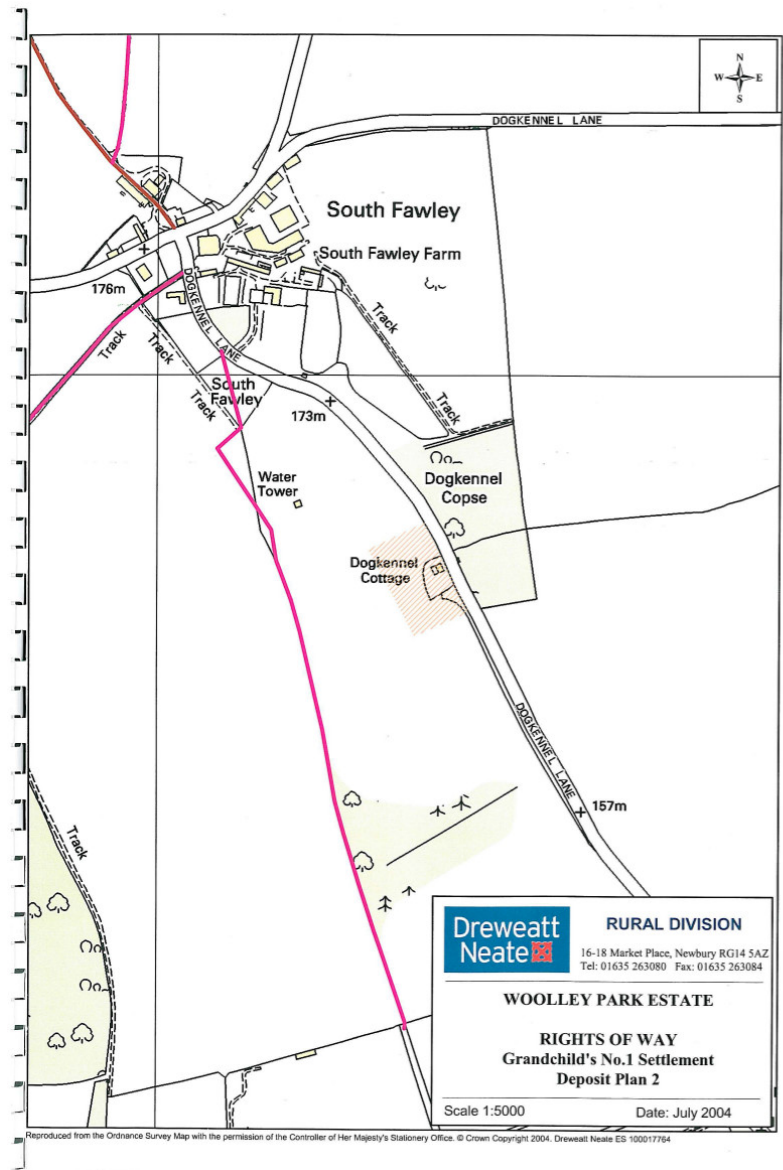 N
W E
S
DOGKENNEL LANE
South Fawley
South Fawley Farm
176m
DOGKENNEL LANE
Track
Track
Track
South
Fawley
Track
173m
Track
Water
Tower
Dogkennel
Copse
Dogkennel
Cottage
DOGKENNEL LANE
157m
Track
Dreweatt
Neate
RURAL DIVISION
16-18 Market Place, Newbury RG14 5AZ
Tel: 01635 263080 Fax: 01635 263084
WOOLLEY PARK ESTATE
RIGHTS OF WAY
Grandchild's No.1 Settlement
Deposit Plan 2
Scale 1:5000 Date: July 2004
Reproduced from the Ordnance Survey Map with the permission of the Controller of Her Majesty's Stationery Office. © Crown Copyright 2004. Dreweatt Neate ES 100017764